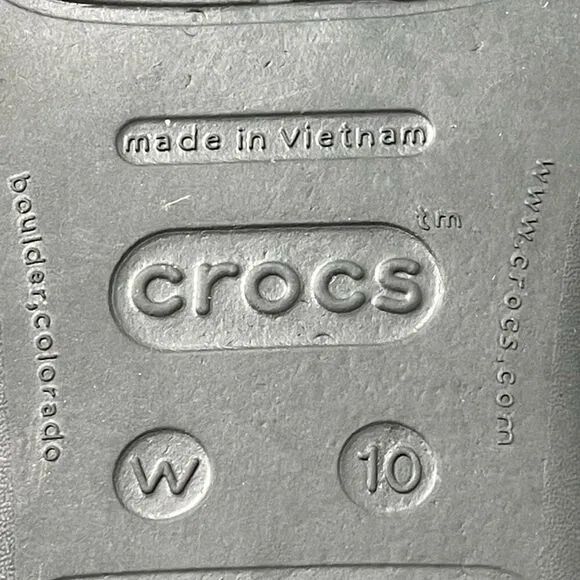 made in Vietnam
tm
crocs
boulder,colorado
www.crocs.com
W
10